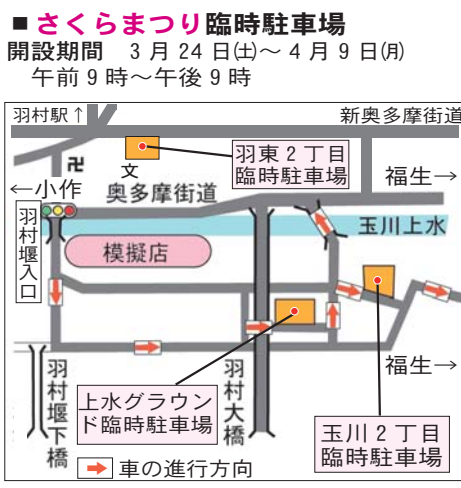 ■さくらまつり臨時駐車場
開設期間 3月24日㈯～4月9日㈪
午前9時～午後9時
羽村駅↑
新奥多摩街道
卍
文
羽東2丁目
臨時駐車場
←小作
奥多摩街道
福生→
羽村堰入口
玉川上水
模擬店
福生→
羽村堰下橋
上水グラウン
ド臨時駐車場
羽村大橋
玉川2丁目
臨時駐車場
➡車の進行方向